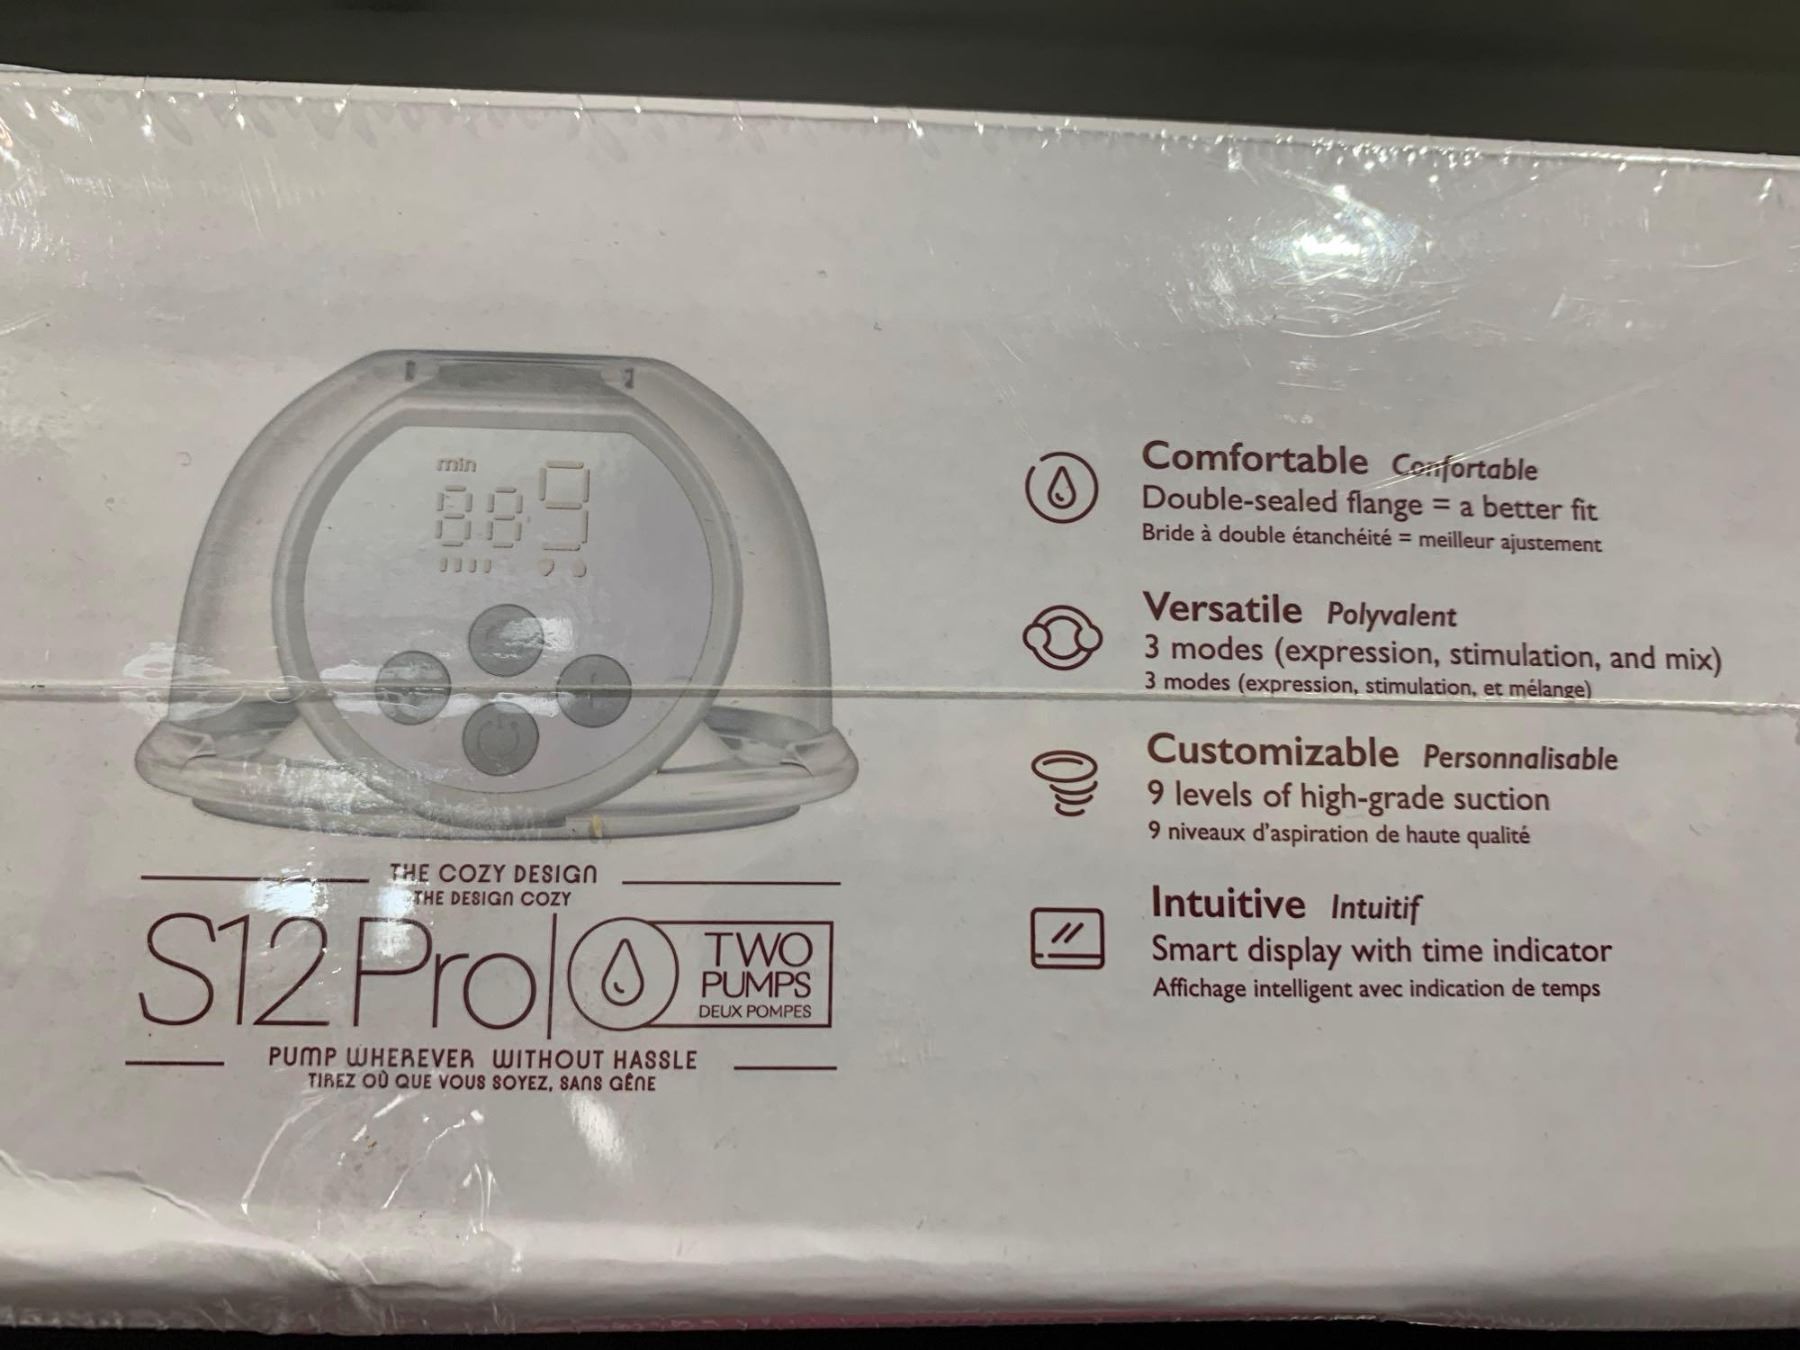 min
88 9
THE COZY DESIGN
THE DESIGN COZY
S12 Pro
TWO
PUMPS
DEUX POMPES
PUMP WHEREVER WITHOUT HASSLE
TIREZ OÙ QUE VOUS SOYEZ, SANS GÊNE
Comfortable Confortable
Double-sealed flange = a better fit
Bride à double étanchéité = meilleur ajustement
Versatile Polyvalent
3 modes (expression, stimulation, and mix)
3 modes (expression, stimulation, et mélange)
Customizable Personnalisable
9 levels of high-grade suction
9 niveaux d'aspiration de haute qualité
Intuitive Intuitif
Smart display with time indicator
Affichage intelligent avec indication de temps